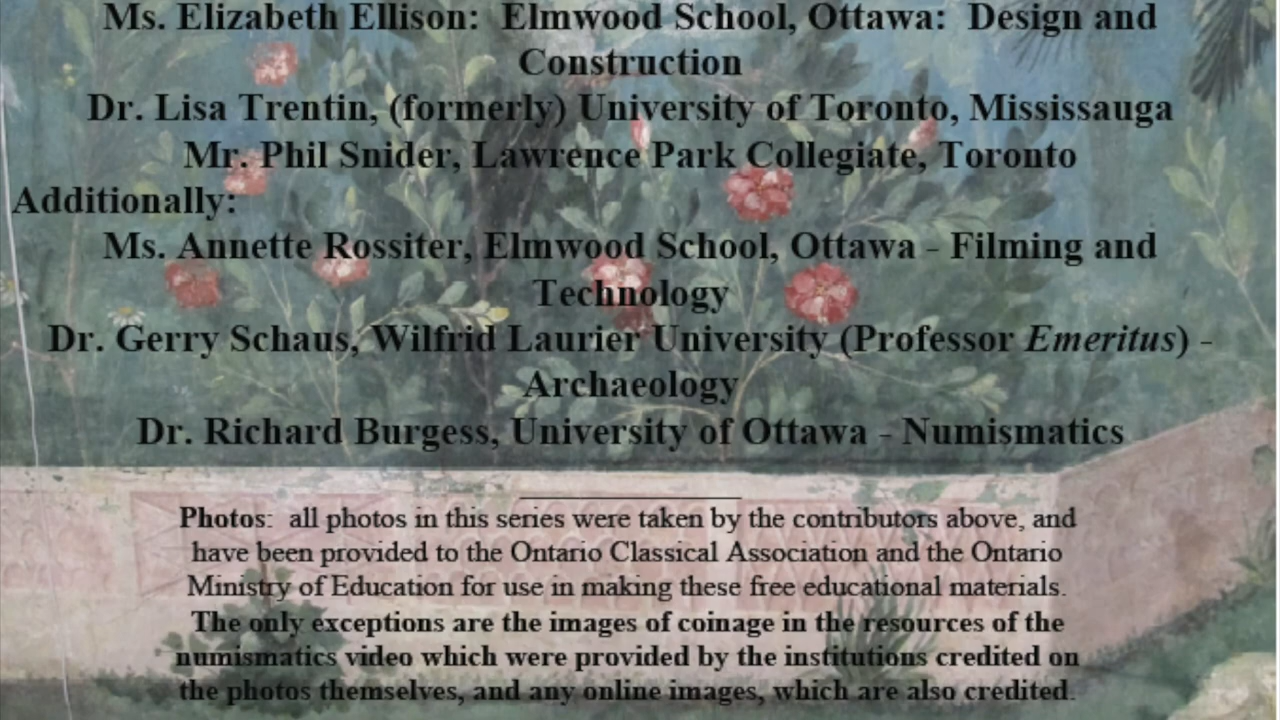 Ms. Elizabeth Ellison:  Elmwood School, Ottawa:  Design and
Construction
Dr. Lisa Trentin, (formerly) University of Toronto, Mississauga
Mr. Phil Snider, Lawrence Park Collegiate, Toronto
Additionally:
Ms. Annette Rossiter, Elmwood School, Ottawa - Filming and
Technology
Dr. Gerry Schaus, Wilfrid Laurier University (Professor Emeritus) -
Archaeology
Dr. Richard Burgess, University of Ottawa - Numismatics
Photos:  all photos in this series were taken by the contributors above, and
have been provided to the Ontario Classical Association and the Ontario
Ministry of Education for use in making these free educational materials.
The only exceptions are the images of coinage in the resources of the
numismatics video which were provided by the institutions credited on
the photos themselves, and any online images, which are also credited.